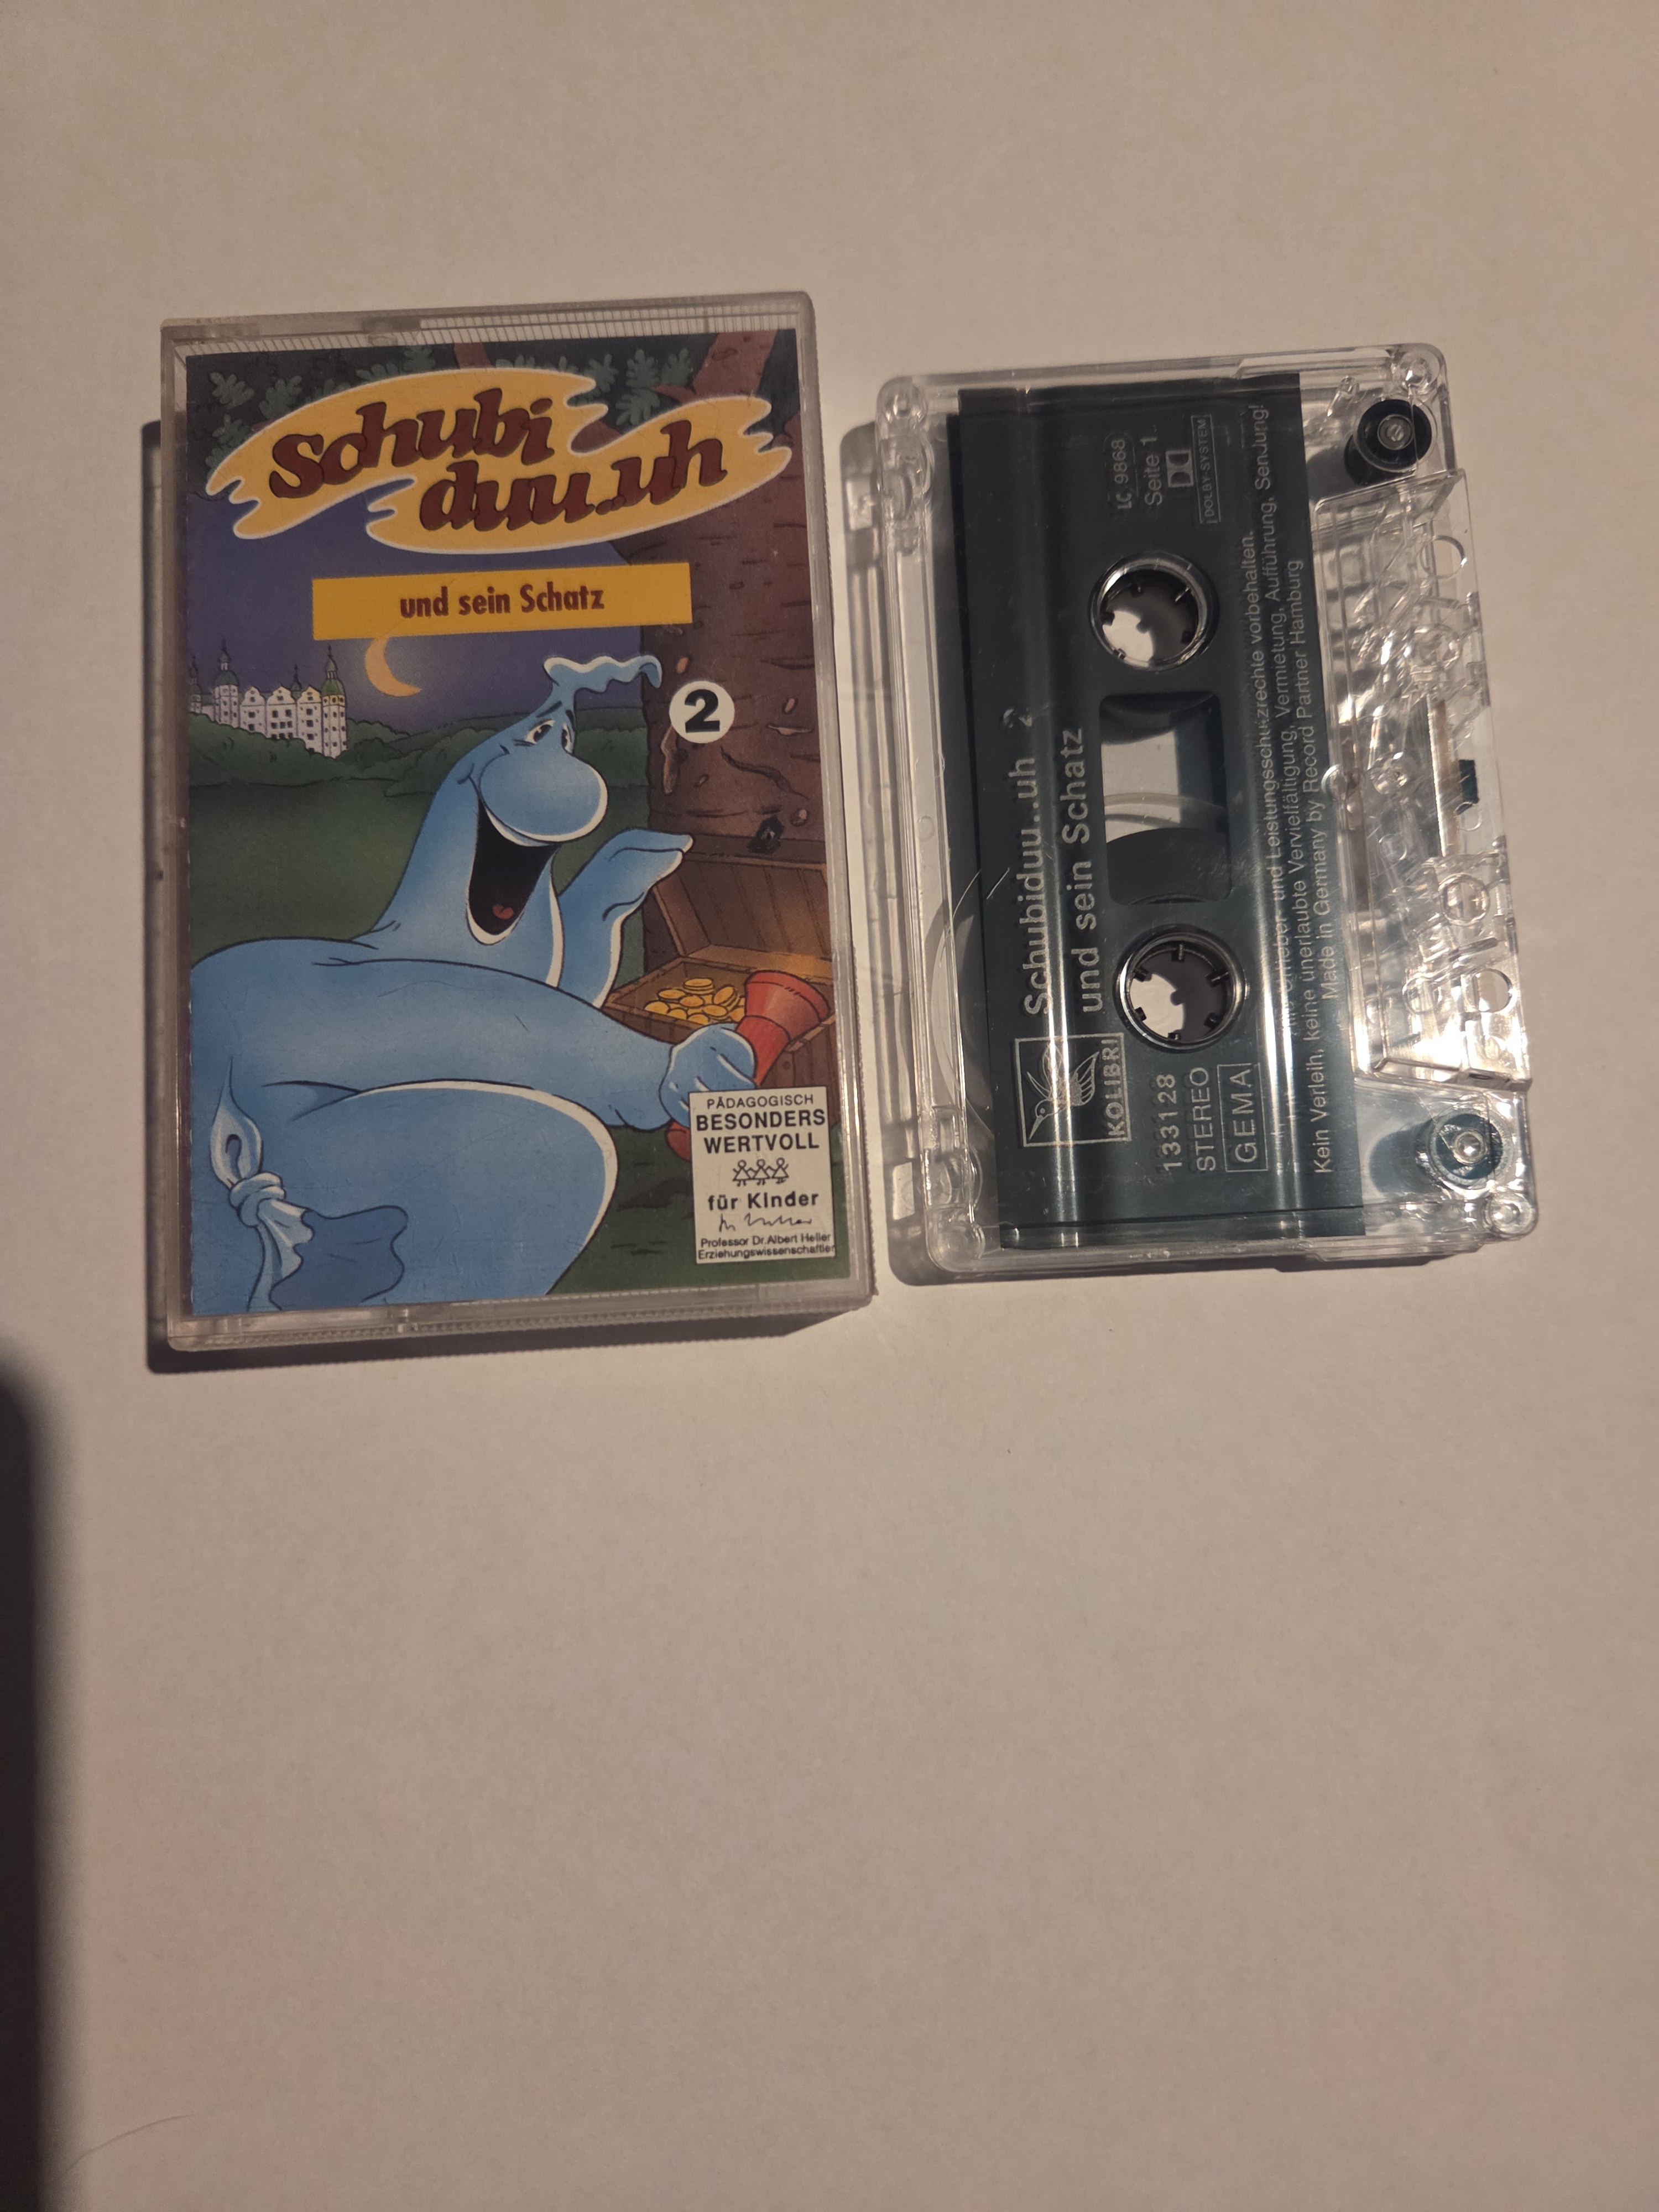 Schubi
duu..uh
und sein Schatz
2
PÄDAGOGISCH
BESONDERS
WERTVOLL
für Kinder
Professor Dr. Albert Heller
Erziehungswissenschaftler
KOLIBRI
Schubiduu..uh 2
und sein Schatz
133128
STEREO
GEMA
LC 9868
Seite 1
DOLBY-SYSTEM
Urheber- und Leistungsschutzrechte vorbehalten.
Kein Verleih, keine unerlaubte Vervielfältigung, Vermietung, Aufführung, Sendung!
Made in Germany by Record Partner Hamburg